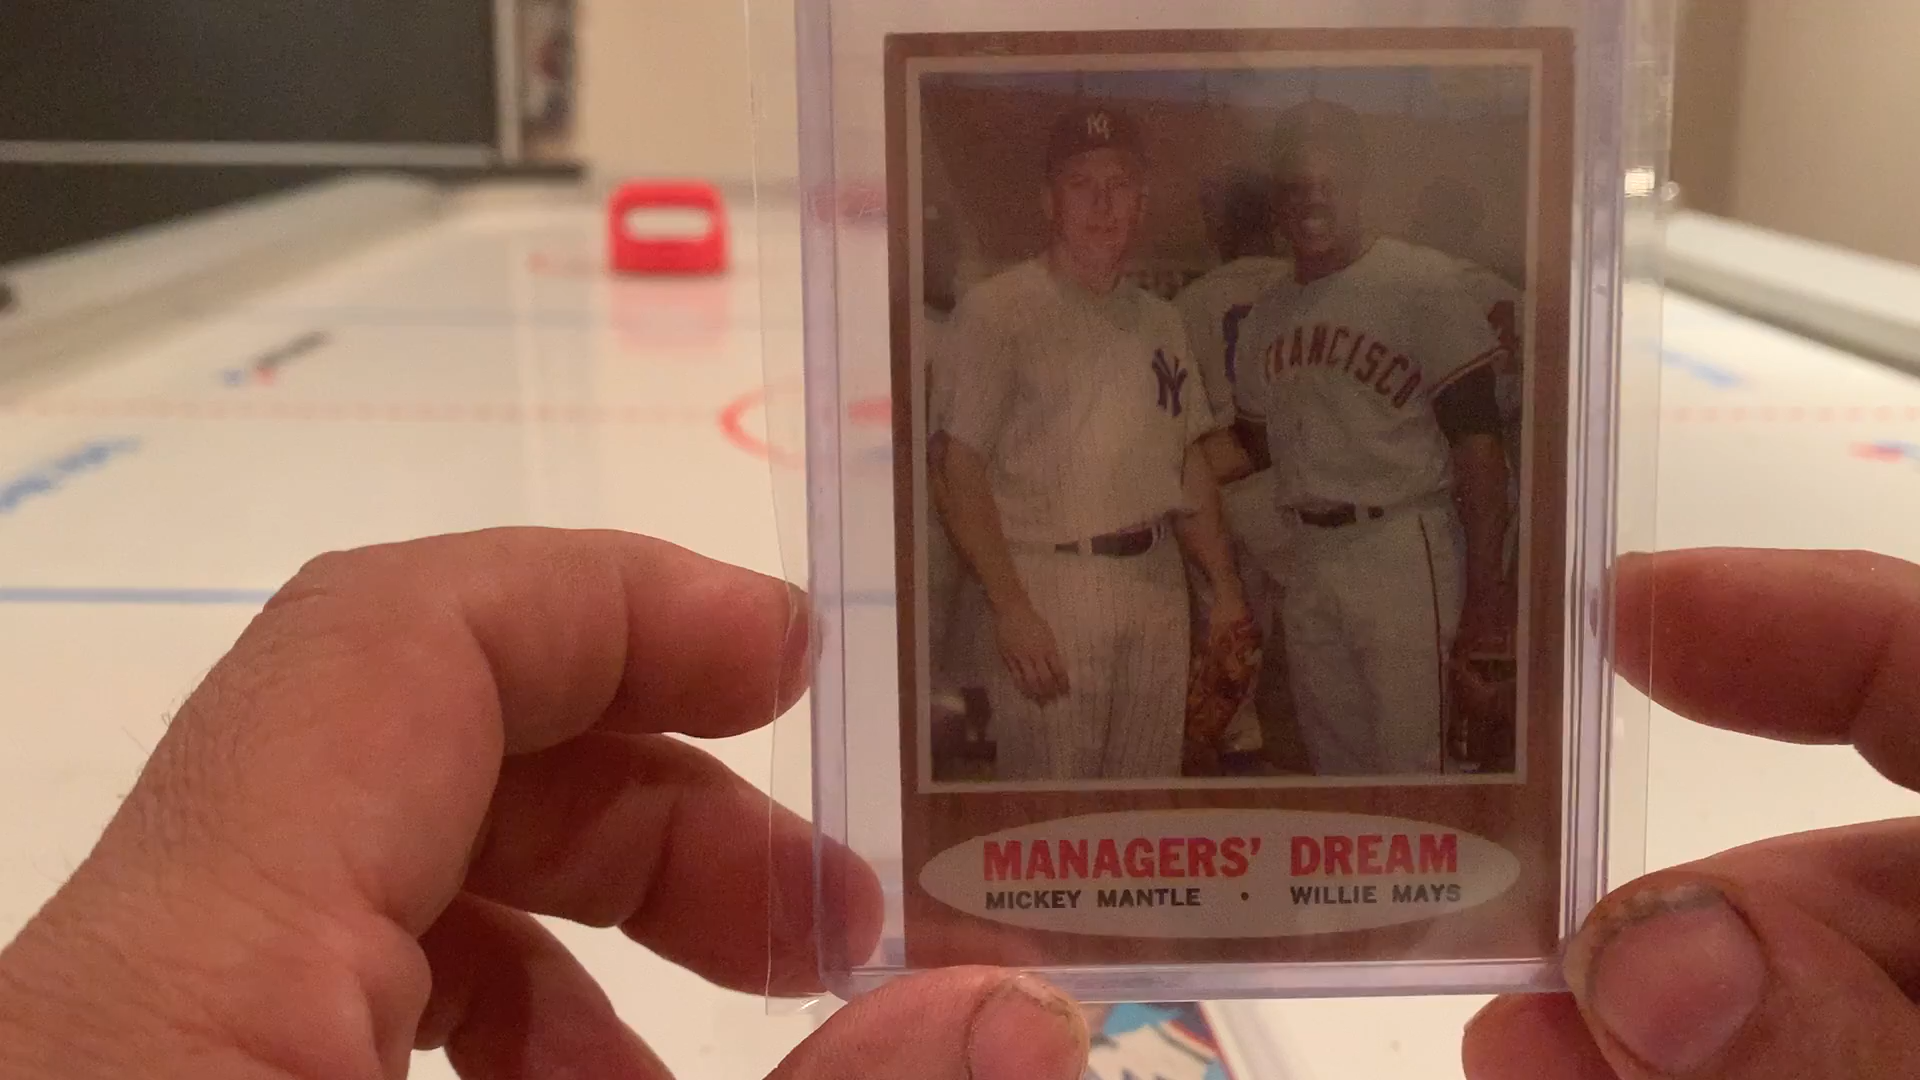 NY
NY
FRANCISCO
MANAGERS' DREAM
MICKEY MANTLE • WILLIE MAYS